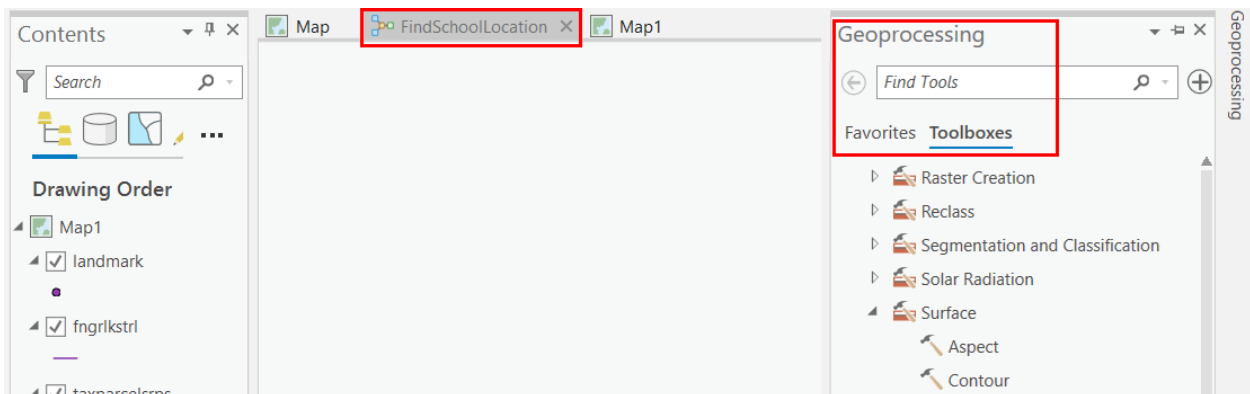 Contents
Search
Drawing Order
Map1
landmark
fngrlkstrl
taxparcelsrps
Map
FindSchoolLocation
Map1
Geoprocessing
Find Tools
Favorites Toolboxes
Raster Creation
Reclass
Segmentation and Classification
Solar Radiation
Surface
Aspect
Contour
Geoprocessing